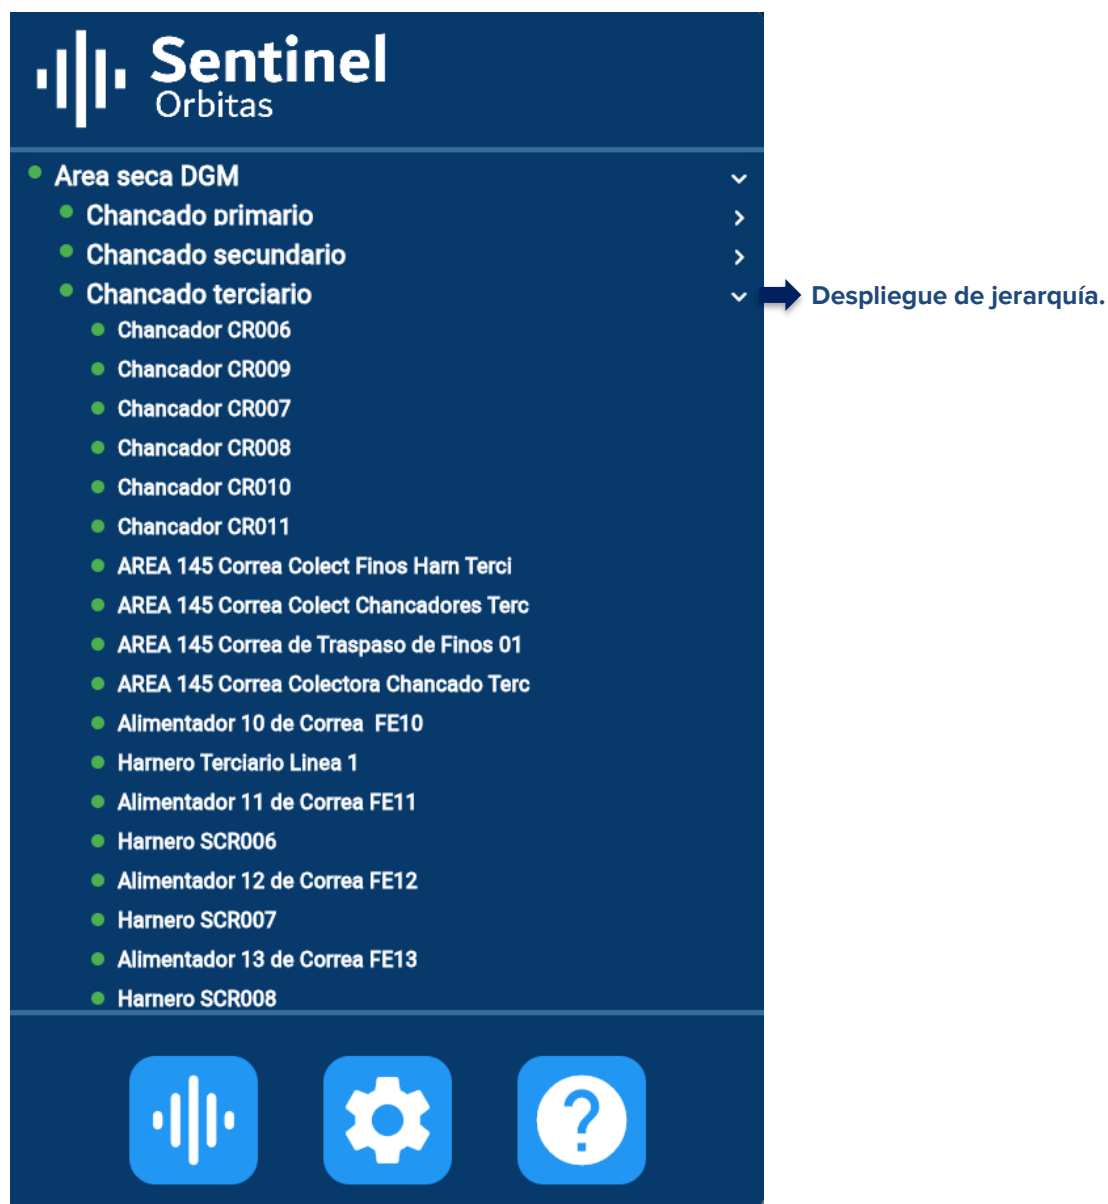 Sentinel
Orbitas
Area seca DGM
Chancado primario
Chancado secundario
Chancado terciario
Despliegue de jerarquía.
Chancador CR006
Chancador CR009
Chancador CR007
Chancador CR008
Chancador CR010
Chancador CR011
AREA 145 Correa Colect Finos Harn Terci
AREA 145 Correa Colect Chancadores Terc
AREA 145 Correa de Traspaso de Finos 01
AREA 145 Correa Colectora Chancado Terc
Alimentador 10 de Correa  FE10
Harnero Terciario Linea 1
Alimentador 11 de Correa FE11
Harnero SCR006
Alimentador 12 de Correa FE12
Harnero SCR007
Alimentador 13 de Correa FE13
Harnero SCR008
?